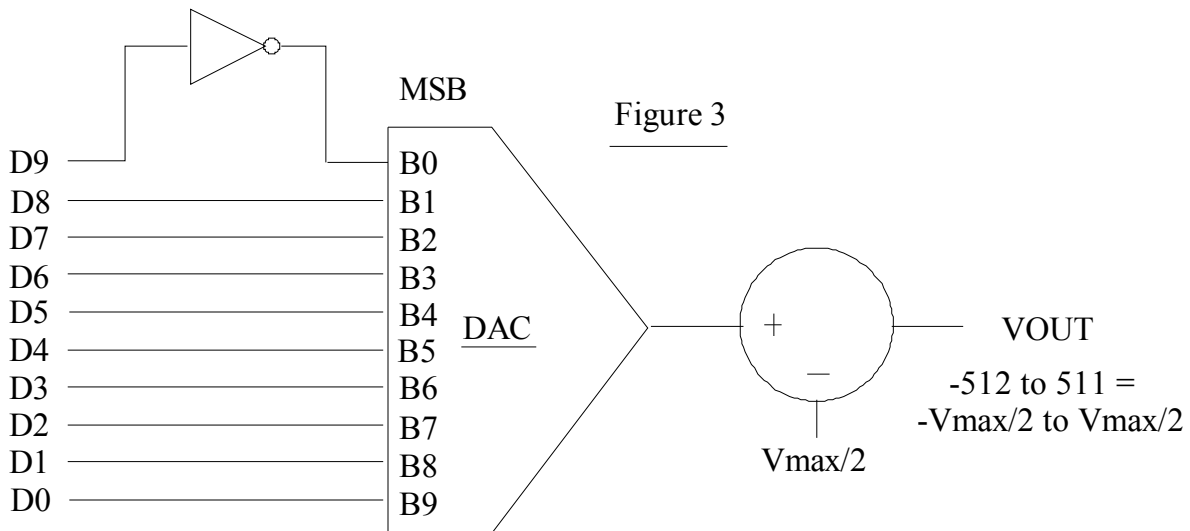 MSB
Figure 3
D9
D8
D7
D6
D5
D4
D3
D2
D1
D0
B0
B1
B2
B3
B4
B5
B6
B7
B8
B9
DAC
+
−
Vmax/2
VOUT
-512 to 511 =
-Vmax/2 to Vmax/2